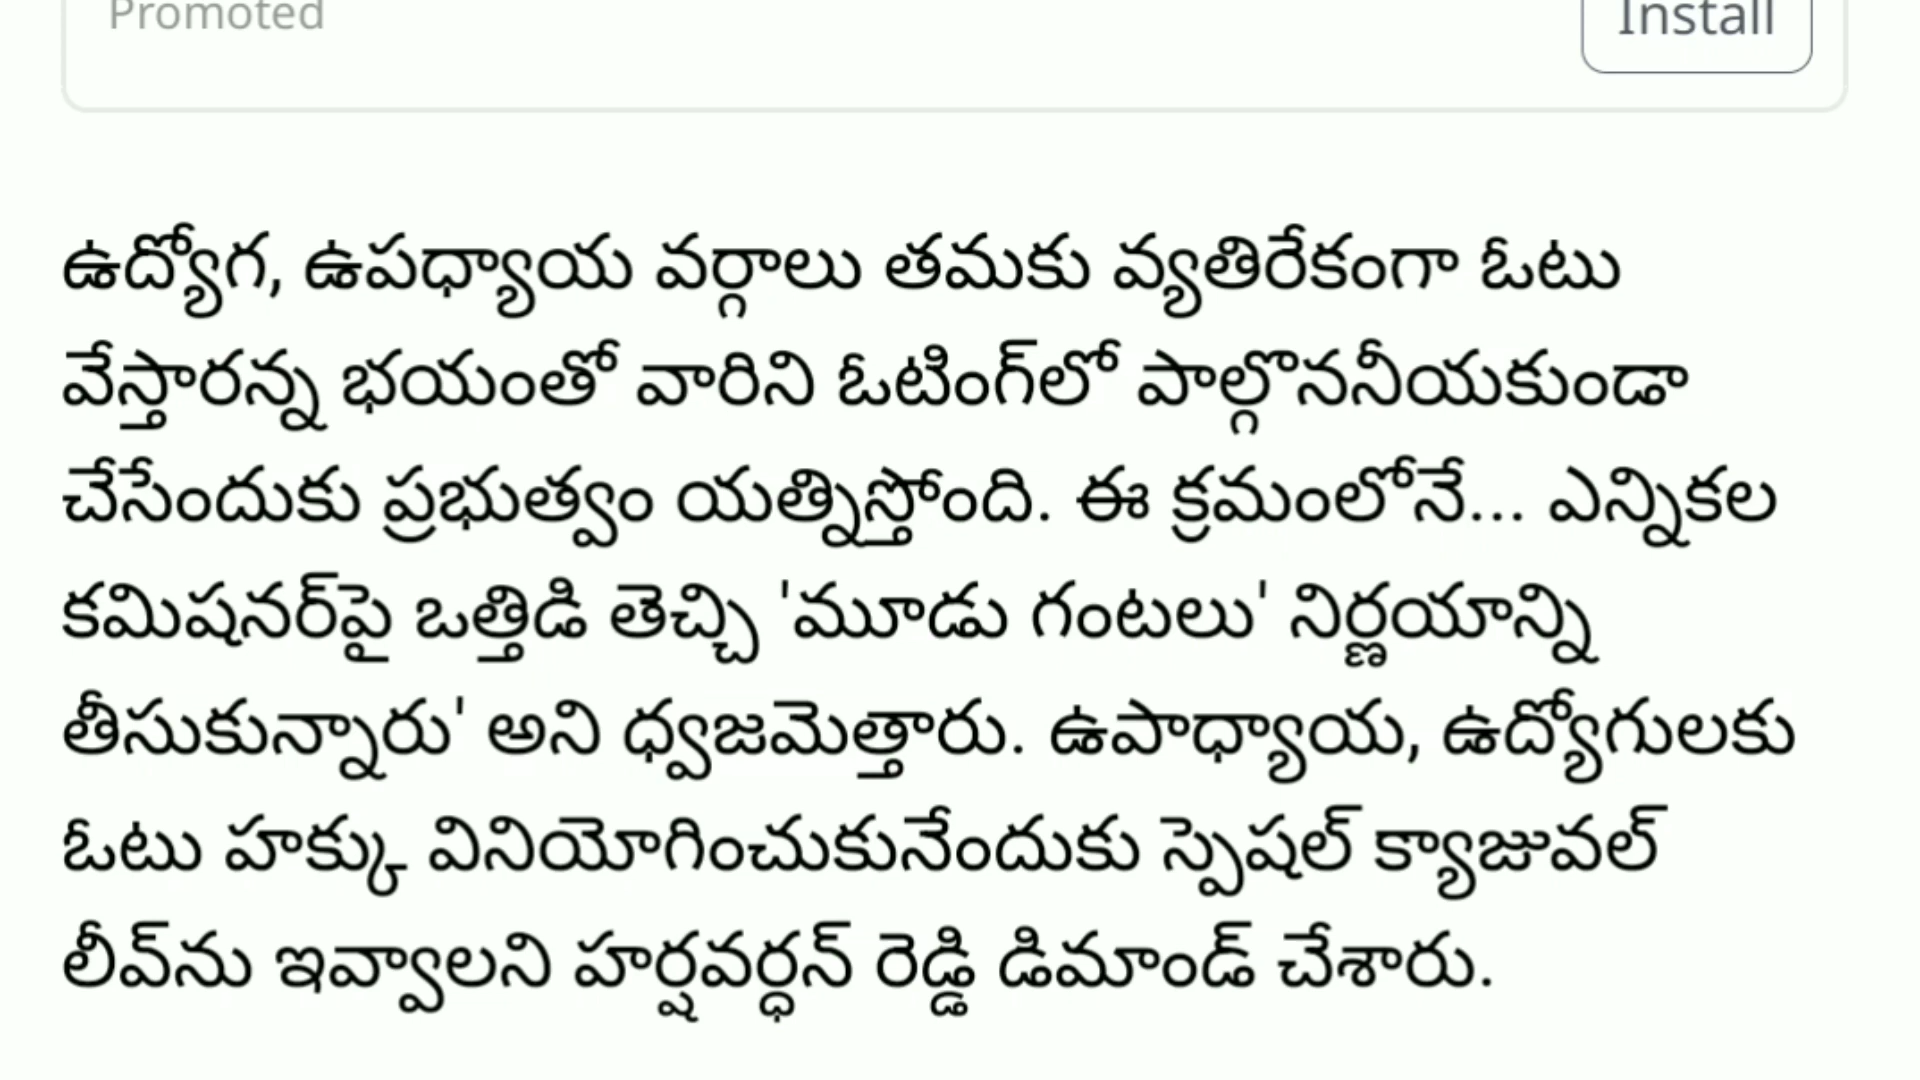 Promoted
Install
ఉద్యోగ, ఉపధ్యాయ వర్గాలు తమకు వ్యతిరేకంగా ఓటు
వేస్తారన్న భయంతో వారిని ఓటింగ్‌లో పాల్గొననీయకుండా
చేసేందుకు ప్రభుత్వం యత్నిస్తోంది. ఈ క్రమంలోనే... ఎన్నికల
కమిషనర్‌పై ఒత్తిడి తెచ్చి 'మూడు గంటలు' నిర్ణయాన్ని
తీసుకున్నారు' అని ధ్వజమెత్తారు. ఉపాధ్యాయ, ఉద్యోగులకు
ఓటు హక్కు వినియోగించుకునేందుకు స్పెషల్ క్యాజువల్
లీవ్‌ను ఇవ్వాలని హర్షవర్ధన్ రెడ్డి డిమాండ్ చేశారు.